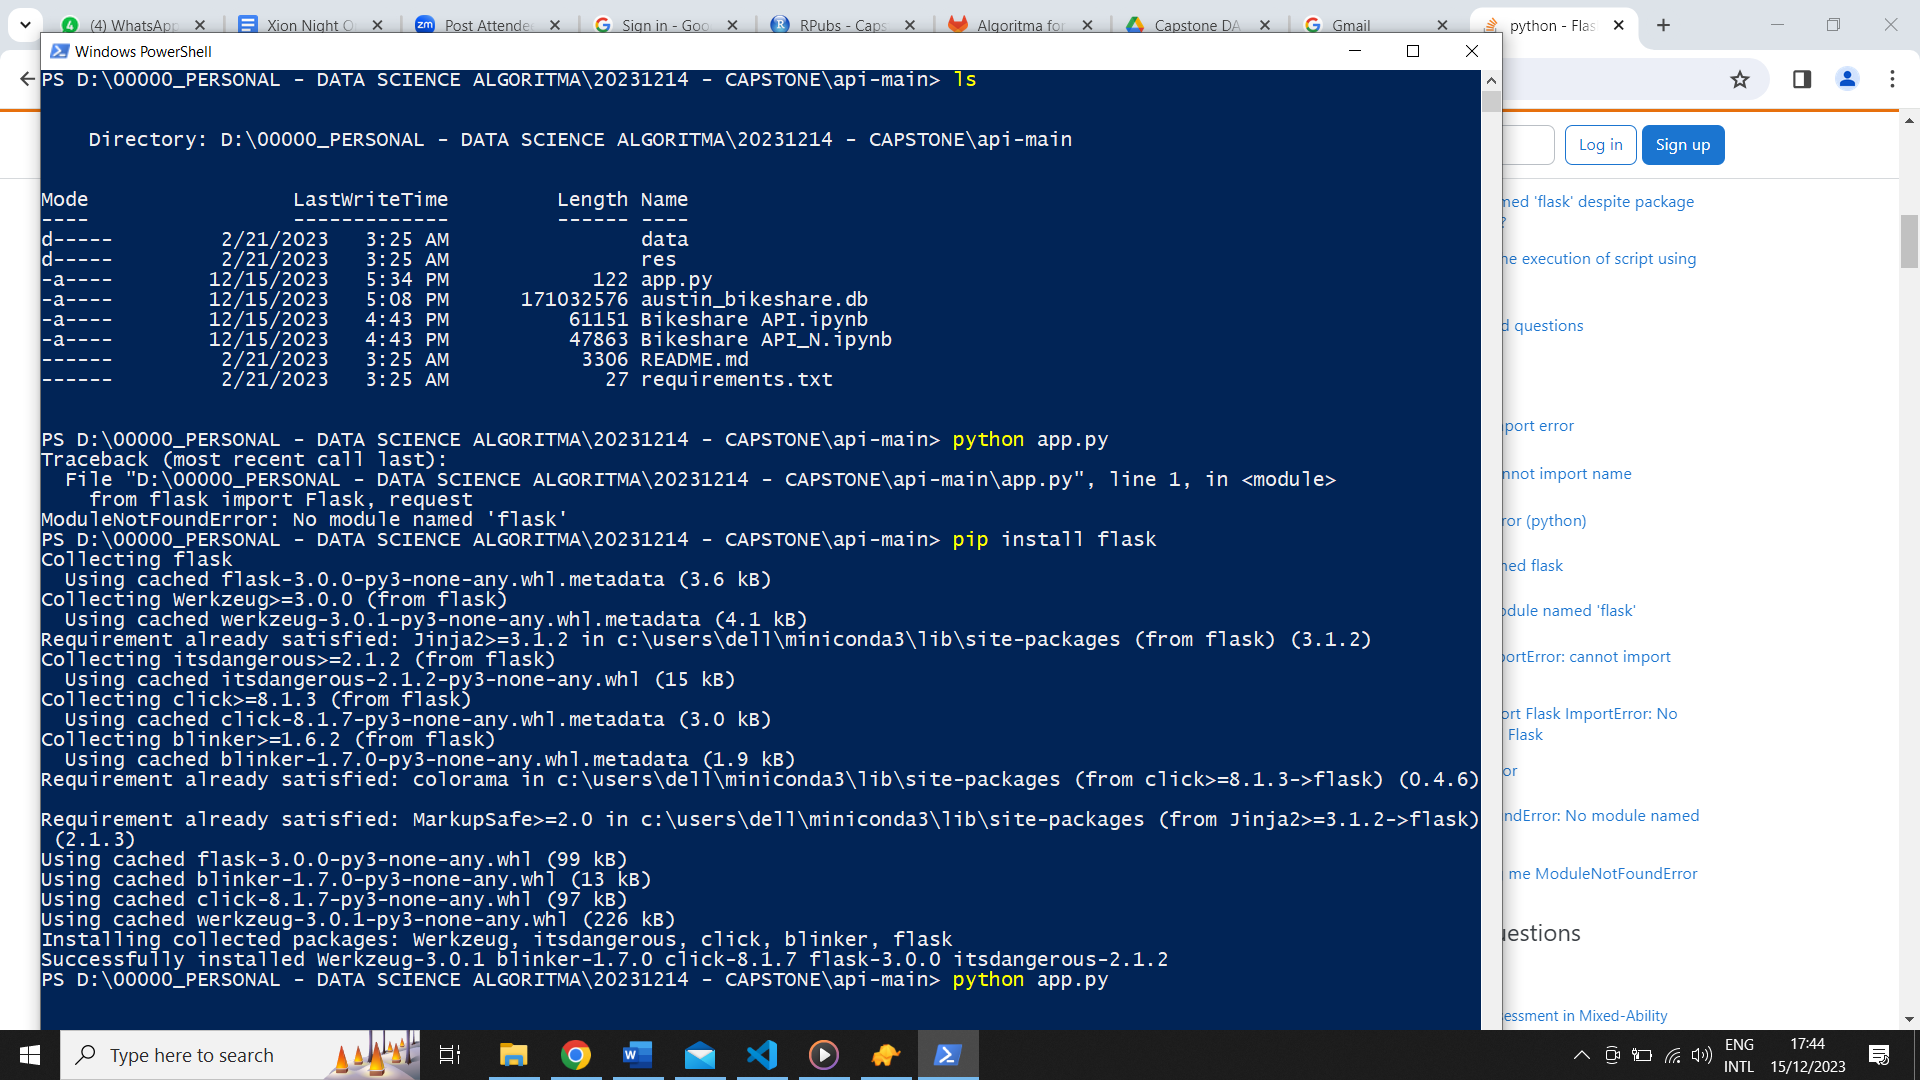 (4) WhatsApp
Xion Night O
Post Attende
Sign in - Goo
RPubs - Caps
Algoritma for
Capstone DA
Gmail
python - Flas
Windows PowerShell
PS D:\00000_PERSONAL - DATA SCIENCE ALGORITMA\20231214 - CAPSTONE\api-main> ls
Directory: D:\00000_PERSONAL - DATA SCIENCE ALGORITMA\20231214 - CAPSTONE\api-main
Mode LastWriteTime Length Name
---- ------------- ------ ----
d----- 2/21/2023 3:25 AM data
d----- 2/21/2023 3:25 AM res
-a---- 12/15/2023 5:34 PM 122 app.py
-a---- 12/15/2023 5:08 PM 171032576 austin_bikeshare.db
-a---- 12/15/2023 4:43 PM 61151 Bikeshare API.ipynb
-a---- 12/15/2023 4:43 PM 47863 Bikeshare API_N.ipynb
------ 2/21/2023 3:25 AM 3306 README.md
------ 2/21/2023 3:25 AM 27 requirements.txt
PS D:\00000_PERSONAL - DATA SCIENCE ALGORITMA\20231214 - CAPSTONE\api-main> python app.py
Traceback (most recent call last):
File "D:\00000_PERSONAL - DATA SCIENCE ALGORITMA\20231214 - CAPSTONE\api-main\app.py", line 1, in <module>
from flask import Flask, request
ModuleNotFoundError: No module named 'flask'
PS D:\00000_PERSONAL - DATA SCIENCE ALGORITMA\20231214 - CAPSTONE\api-main> pip install flask
Collecting flask
Using cached flask-3.0.0-py3-none-any.whl.metadata (3.6 kB)
Collecting Werkzeug>=3.0.0 (from flask)
Using cached werkzeug-3.0.1-py3-none-any.whl.metadata (4.1 kB)
Requirement already satisfied: Jinja2>=3.1.2 in c:\users\dell\miniconda3\lib\site-packages (from flask) (3.1.2)
Collecting itsdangerous>=2.1.2 (from flask)
Using cached itsdangerous-2.1.2-py3-none-any.whl (15 kB)
Collecting click>=8.1.3 (from flask)
Using cached click-8.1.7-py3-none-any.whl.metadata (3.0 kB)
Collecting blinker>=1.6.2 (from flask)
Using cached blinker-1.7.0-py3-none-any.whl.metadata (1.9 kB)
Requirement already satisfied: colorama in c:\users\dell\miniconda3\lib\site-packages (from click>=8.1.3->flask) (0.4.6)
Requirement already satisfied: MarkupSafe>=2.0 in c:\users\dell\miniconda3\lib\site-packages (from Jinja2>=3.1.2->flask)
(2.1.3)
Using cached flask-3.0.0-py3-none-any.whl (99 kB)
Using cached blinker-1.7.0-py3-none-any.whl (13 kB)
Using cached click-8.1.7-py3-none-any.whl (97 kB)
Using cached werkzeug-3.0.1-py3-none-any.whl (226 kB)
Installing collected packages: Werkzeug, itsdangerous, click, blinker, flask
Successfully installed Werkzeug-3.0.1 blinker-1.7.0 click-8.1.7 flask-3.0.0 itsdangerous-2.1.2
PS D:\00000_PERSONAL - DATA SCIENCE ALGORITMA\20231214 - CAPSTONE\api-main> python app.py
Log in
Sign up
med 'flask' despite package
?
ne execution of script using
d questions
port error
nnot import name
ror (python)
ned flask
odule named 'flask'
portError: cannot import
ort Flask ImportError: No
Flask
or
ndError: No module named
me ModuleNotFoundError
uestions
essment in Mixed-Ability
Type here to search
ENG
INTL
17:44
15/12/2023